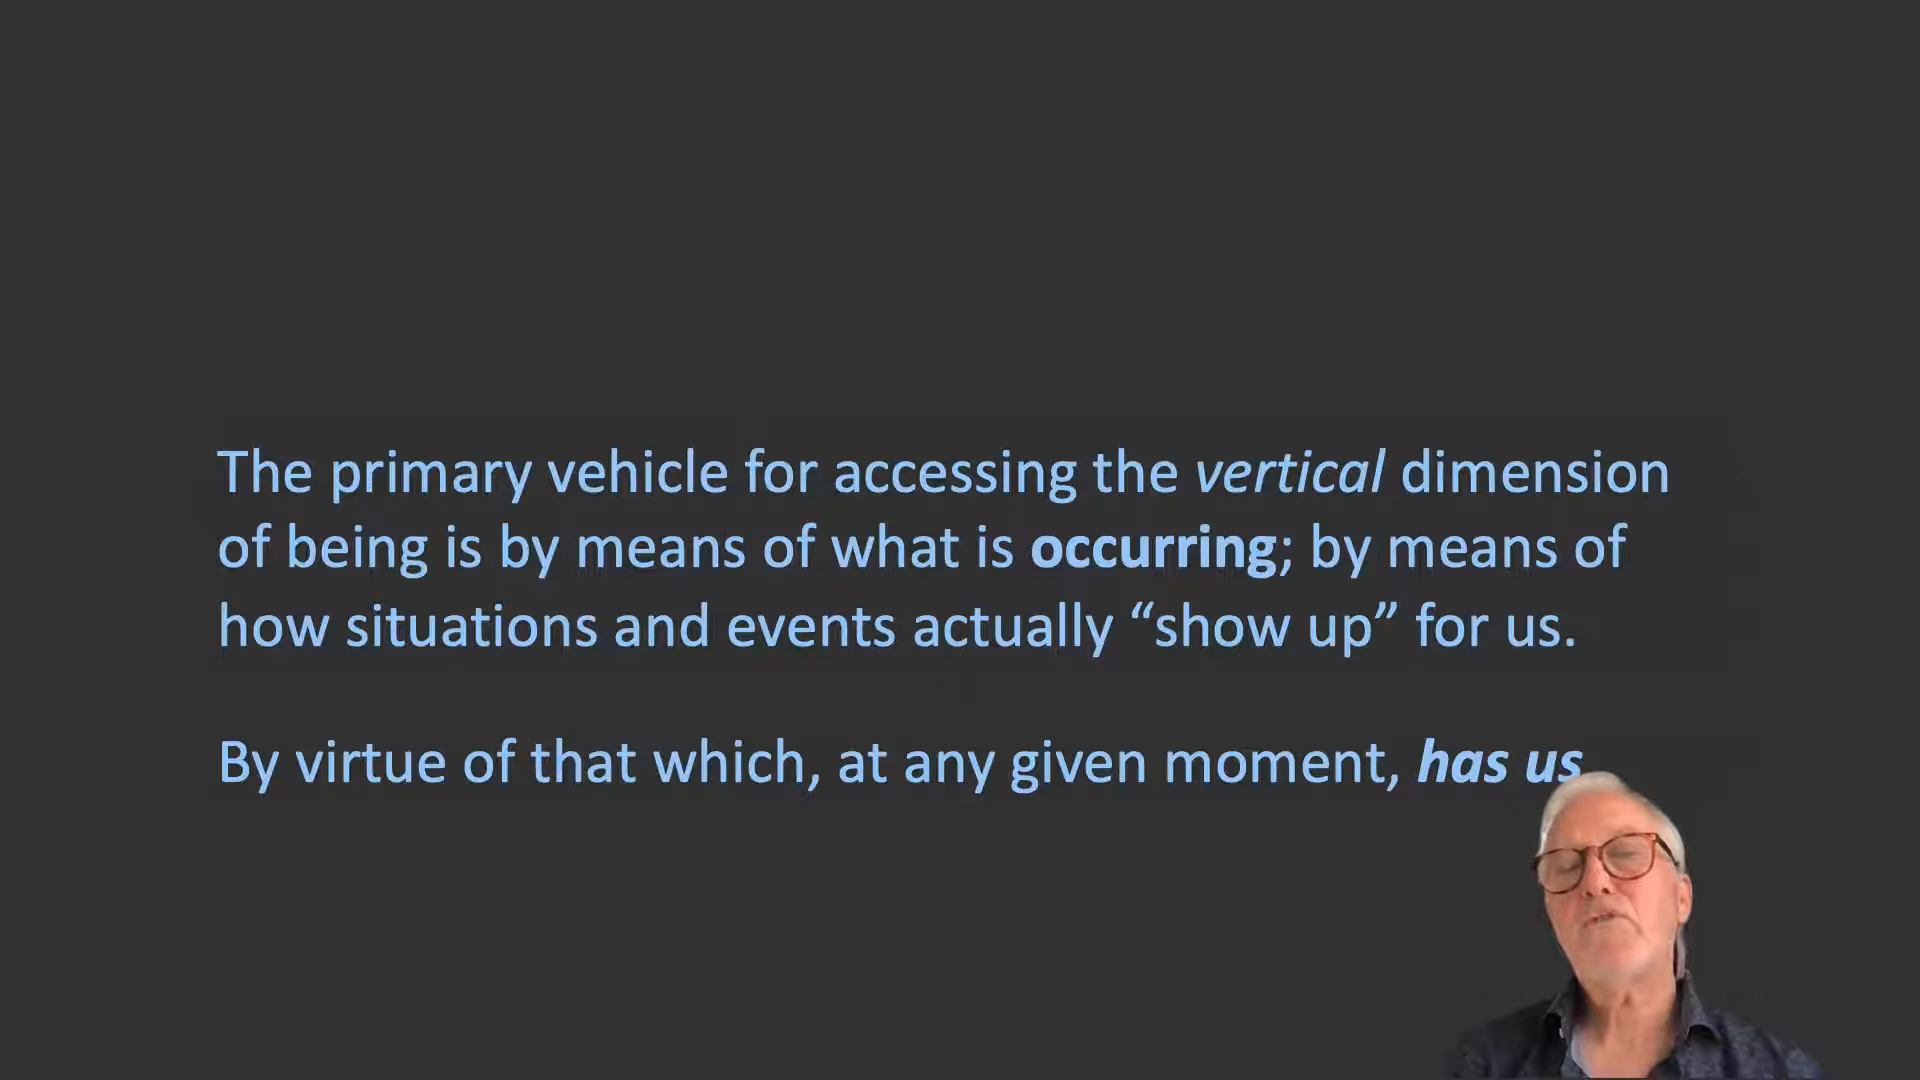 The primary vehicle for accessing the vertical dimension
of being is by means of what is occurring; by means of
how situations and events actually “show up” for us.
By virtue of that which, at any given moment, has us